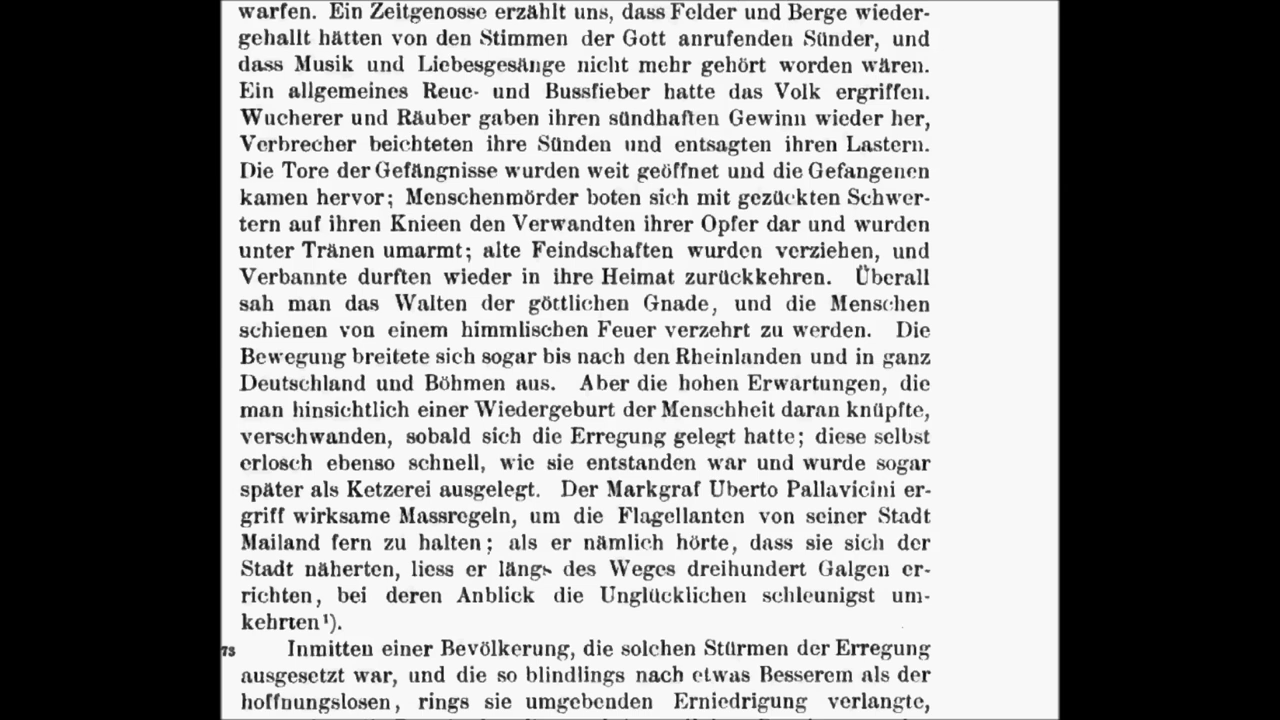 warfen. Ein Zeitgenosse erzählt uns, dass Felder und Berge wieder-
gehallt hätten von den Stimmen der Gott anrufenden Sünder, und
dass Musik und Liebesgesänge nicht mehr gehört worden wären.
Ein allgemeines Reue- und Bussfieber hatte das Volk ergriffen.
Wucherer und Räuber gaben ihren sündhaften Gewinn wieder her,
Verbrecher beichteten ihre Sünden und entsagten ihren Lastern.
Die Tore der Gefängnisse wurden weit geöffnet und die Gefangenen
kamen hervor; Menschenmörder boten sich mit gezückten Schwer-
tern auf ihren Knieen den Verwandten ihrer Opfer dar und wurden
unter Tränen umarmt; alte Feindschaften wurden verziehen, und
Verbannte durften wieder in ihre Heimat zurückkehren. Überall
sah man das Walten der göttlichen Gnade, und die Menschen
schienen von einem himmlischen Feuer verzehrt zu werden. Die
Bewegung breitete sich sogar bis nach den Rheinlanden und in ganz
Deutschland und Böhmen aus. Aber die hohen Erwartungen, die
man hinsichtlich einer Wiedergeburt der Menschheit daran knüpfte,
verschwanden, sobald sich die Erregung gelegt hatte; diese selbst
erlosch ebenso schnell, wie sie entstanden war und wurde sogar
später als Ketzerei ausgelegt. Der Markgraf Uberto Pallavicini er-
griff wirksame Massregeln, um die Flagellanten von seiner Stadt
Mailand fern zu halten; als er nämlich hörte, dass sie sich der
Stadt näherten, liess er längs des Weges dreihundert Galgen er-
richten, bei deren Anblick die Unglücklichen schleunigst um-
kehrten¹).
73 Inmitten einer Bevölkerung, die solchen Stürmen der Erregung
ausgesetzt war, und die so blindlings nach etwas Besserem als der
hoffnungslosen, rings sie umgebenden Erniedrigung verlangte,